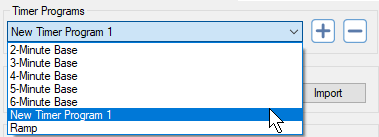 Timer Programs
New Timer Program 1
2-Minute Base
3-Minute Base
4-Minute Base
5-Minute Base
6-Minute Base
New Timer Program 1
Import
Ramp